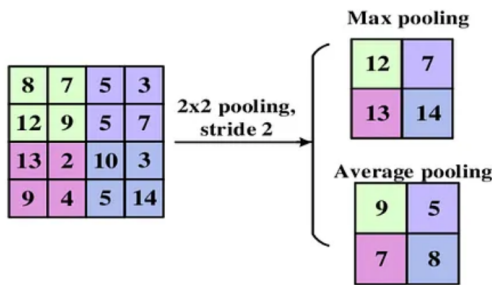 8 7 5 3
12 9 5 7
13 2 10 3
9 4 5 14
2x2 pooling,
stride 2
Max pooling
12 7
13 14
Average pooling
9 5
7 8